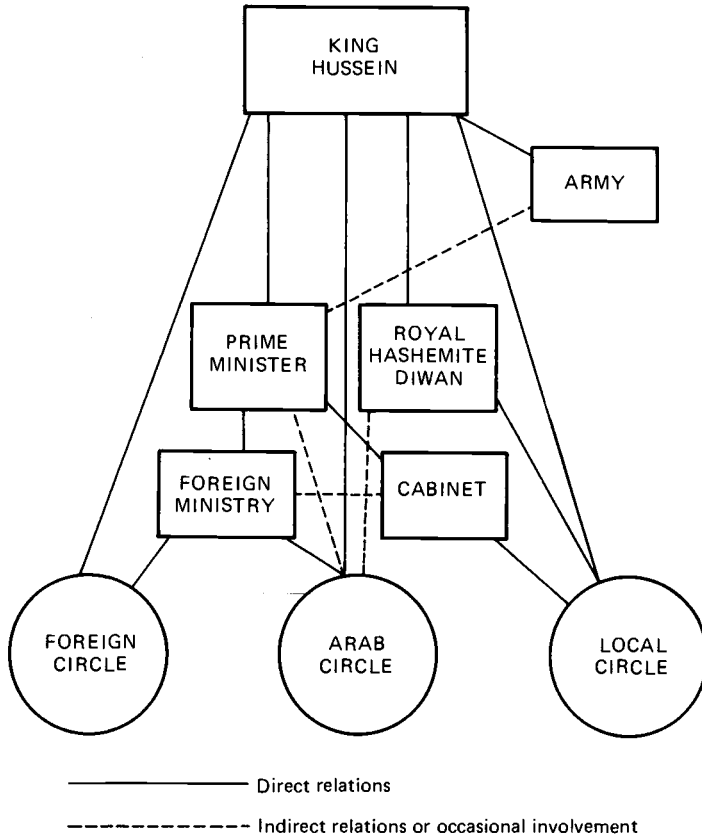 KING
HUSSEIN
ARMY
PRIME
MINISTER
ROYAL
HASHEMITE
DIWAN
FOREIGN
MINISTRY
CABINET
FOREIGN
CIRCLE
ARAB
CIRCLE
LOCAL
CIRCLE
Direct relations
Indirect relations or occasional involvement